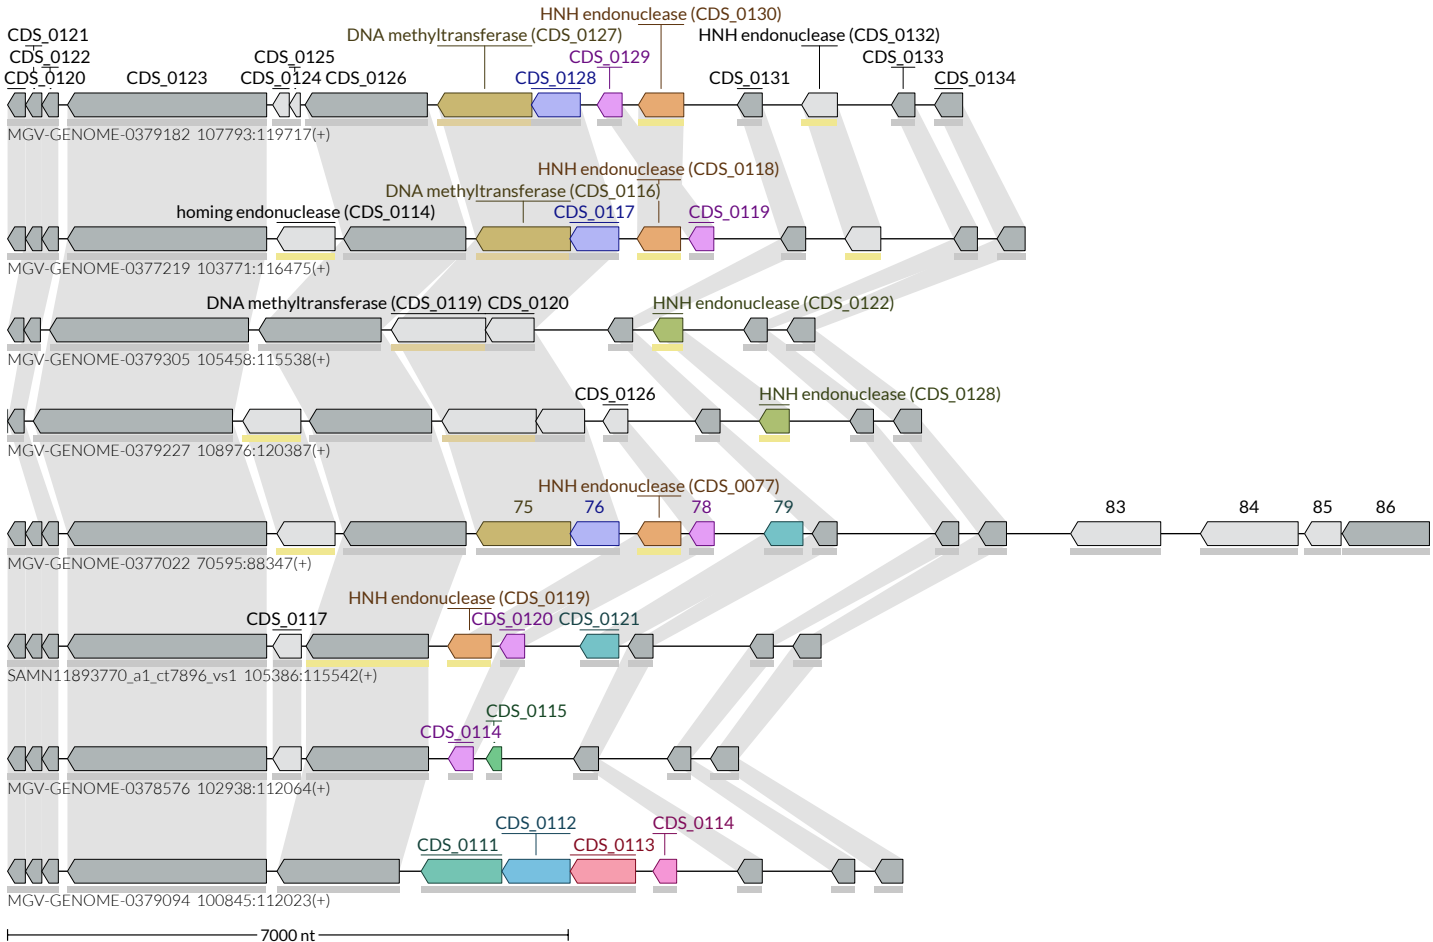 HNH endonuclease (CDS_0130)
CDS_0121 DNA methyltransferase (CDS_0127) HNH endonuclease (CDS_0132)
CDS_0122 CDS_0125 CDS_0129 CDS_0133
CDS_0120 CDS_0123 CDS_0124 CDS_0126 CDS_0128 CDS_0131 CDS_0134
MGV-GENOME-0379182 107793:119717(+)
HNH endonuclease (CDS_0118)
DNA methyltransferase (CDS_0116)
homing endonuclease (CDS_0114) CDS_0117 CDS_0119
MGV-GENOME-0377219 103771:116475(+)
DNA methyltransferase (CDS_0119) CDS_0120 HNH endonuclease (CDS_0122)
MGV-GENOME-0379305 105458:115538(+)
CDS_0126 HNH endonuclease (CDS_0128)
MGV-GENOME-0379227 108976:120387(+)
HNH endonuclease (CDS_0077)
75 76 78 79 83 84 85 86
MGV-GENOME-0377022 70595:88347(+)
HNH endonuclease (CDS_0119)
CDS_0117 CDS_0120 CDS_0121
SAMN11893770_a1_ct7896_vs1 105386:115542(+)
CDS_0115
CDS_0114
MGV-GENOME-0378576 102938:112064(+)
CDS_0112 CDS_0114
CDS_0111 CDS_0113
MGV-GENOME-0379094 100845:112023(+)
7000 nt